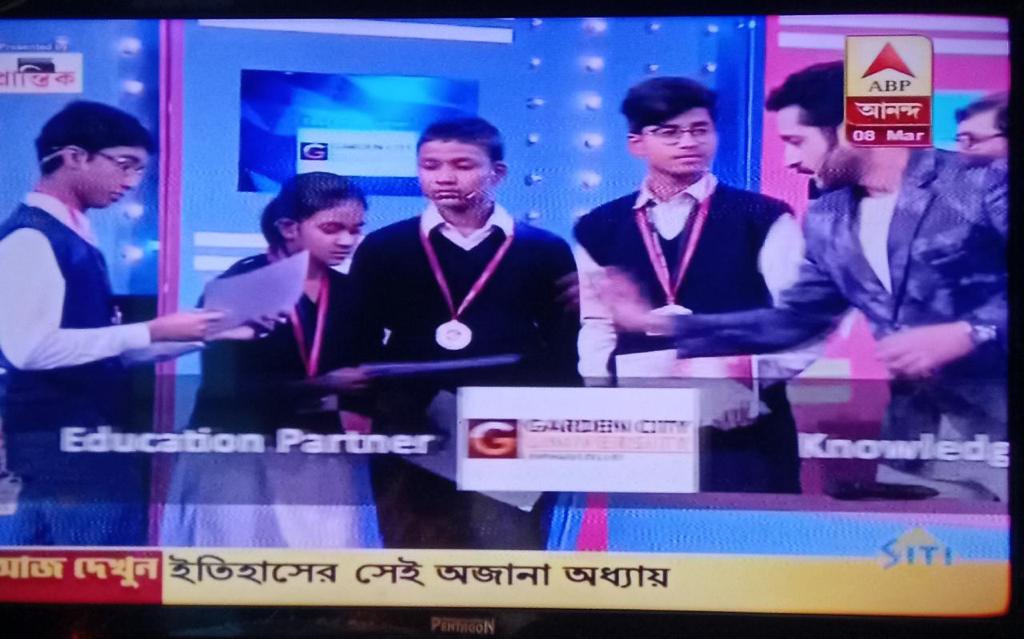 Presented By
প্রান্তিক
ABP
আনন্দ
08 Mar
G GARDEN CITY
Education Partner
G GARDEN CITY
UNIVERSITY
Knowledg
SITI
আজ দেখুন ইতিহাসের সেই অজানা অধ্যায়
PENTAGON